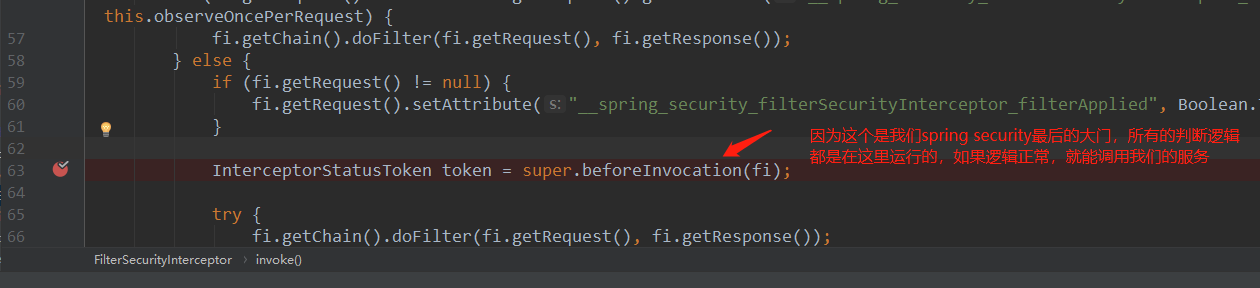 this.observeOncePerRequest) {
57 fi.getChain().doFilter(fi.getRequest(), fi.getResponse());
58 } else {
59 if (fi.getRequest() != null) {
60 fi.getRequest().setAttribute( s: "__spring_security_filterSecurityInterceptor_filterApplied", Boolean.
61 }
62
因为这个是我们spring security最后的大门，所有的判断逻辑
都是在这里运行的，如果逻辑正常，就能调用我们的服务
63 InterceptorStatusToken token = super.beforeInvocation(fi);
64
65 try {
66 fi.getChain().doFilter(fi.getRequest(), fi.getResponse());
FilterSecurityInterceptor › invoke()